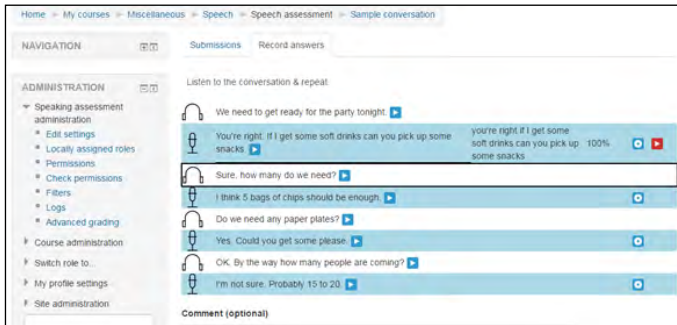 Home ► My courses ► Miscellaneous ► Speech ► Speech assessment ► Sample conversation
NAVIGATION
Submissions
Record answers
ADMINISTRATION
Speaking assessment administration
Edit settings
Locally assigned roles
Permissions
Check permissions
Filters
Logs
Advanced grading
Course administration
Switch role to...
My profile settings
Site administration
Listen to the conversation & repeat.
We need to get ready for the party tonight.
You're right. If I get some soft drinks can you pick up some
snacks
you're right if I get some
soft drinks can you pick up
some snacks
100%
Sure, how many do we need?
I think 5 bags of chips should be enough.
Do we need any paper plates?
Yes. Could you get some please.
OK. By the way how many people are coming?
I'm not sure. Probably 15 to 20.
Comment (optional)